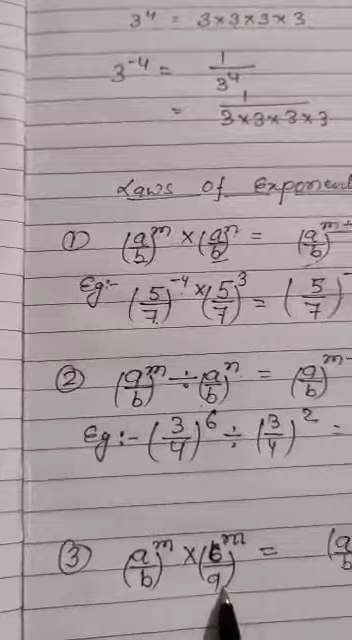 3^4 = 3×3×3×3
3^-4 = 1/3^4
= 1/3×3×3×3
Laws of Exponent
① (a/b)^m × (a/b)^n = (a/b)^m+
Eg:- (5/7)^-4 × (5/7)^3 = (5/7)^-
② (a/b)^m ÷ (a/b)^n = (a/b)^m-
Eg:- (3/4)^6 ÷ (3/4)^2 =
③ (a/b)^m × (b/a)^m = (a/b